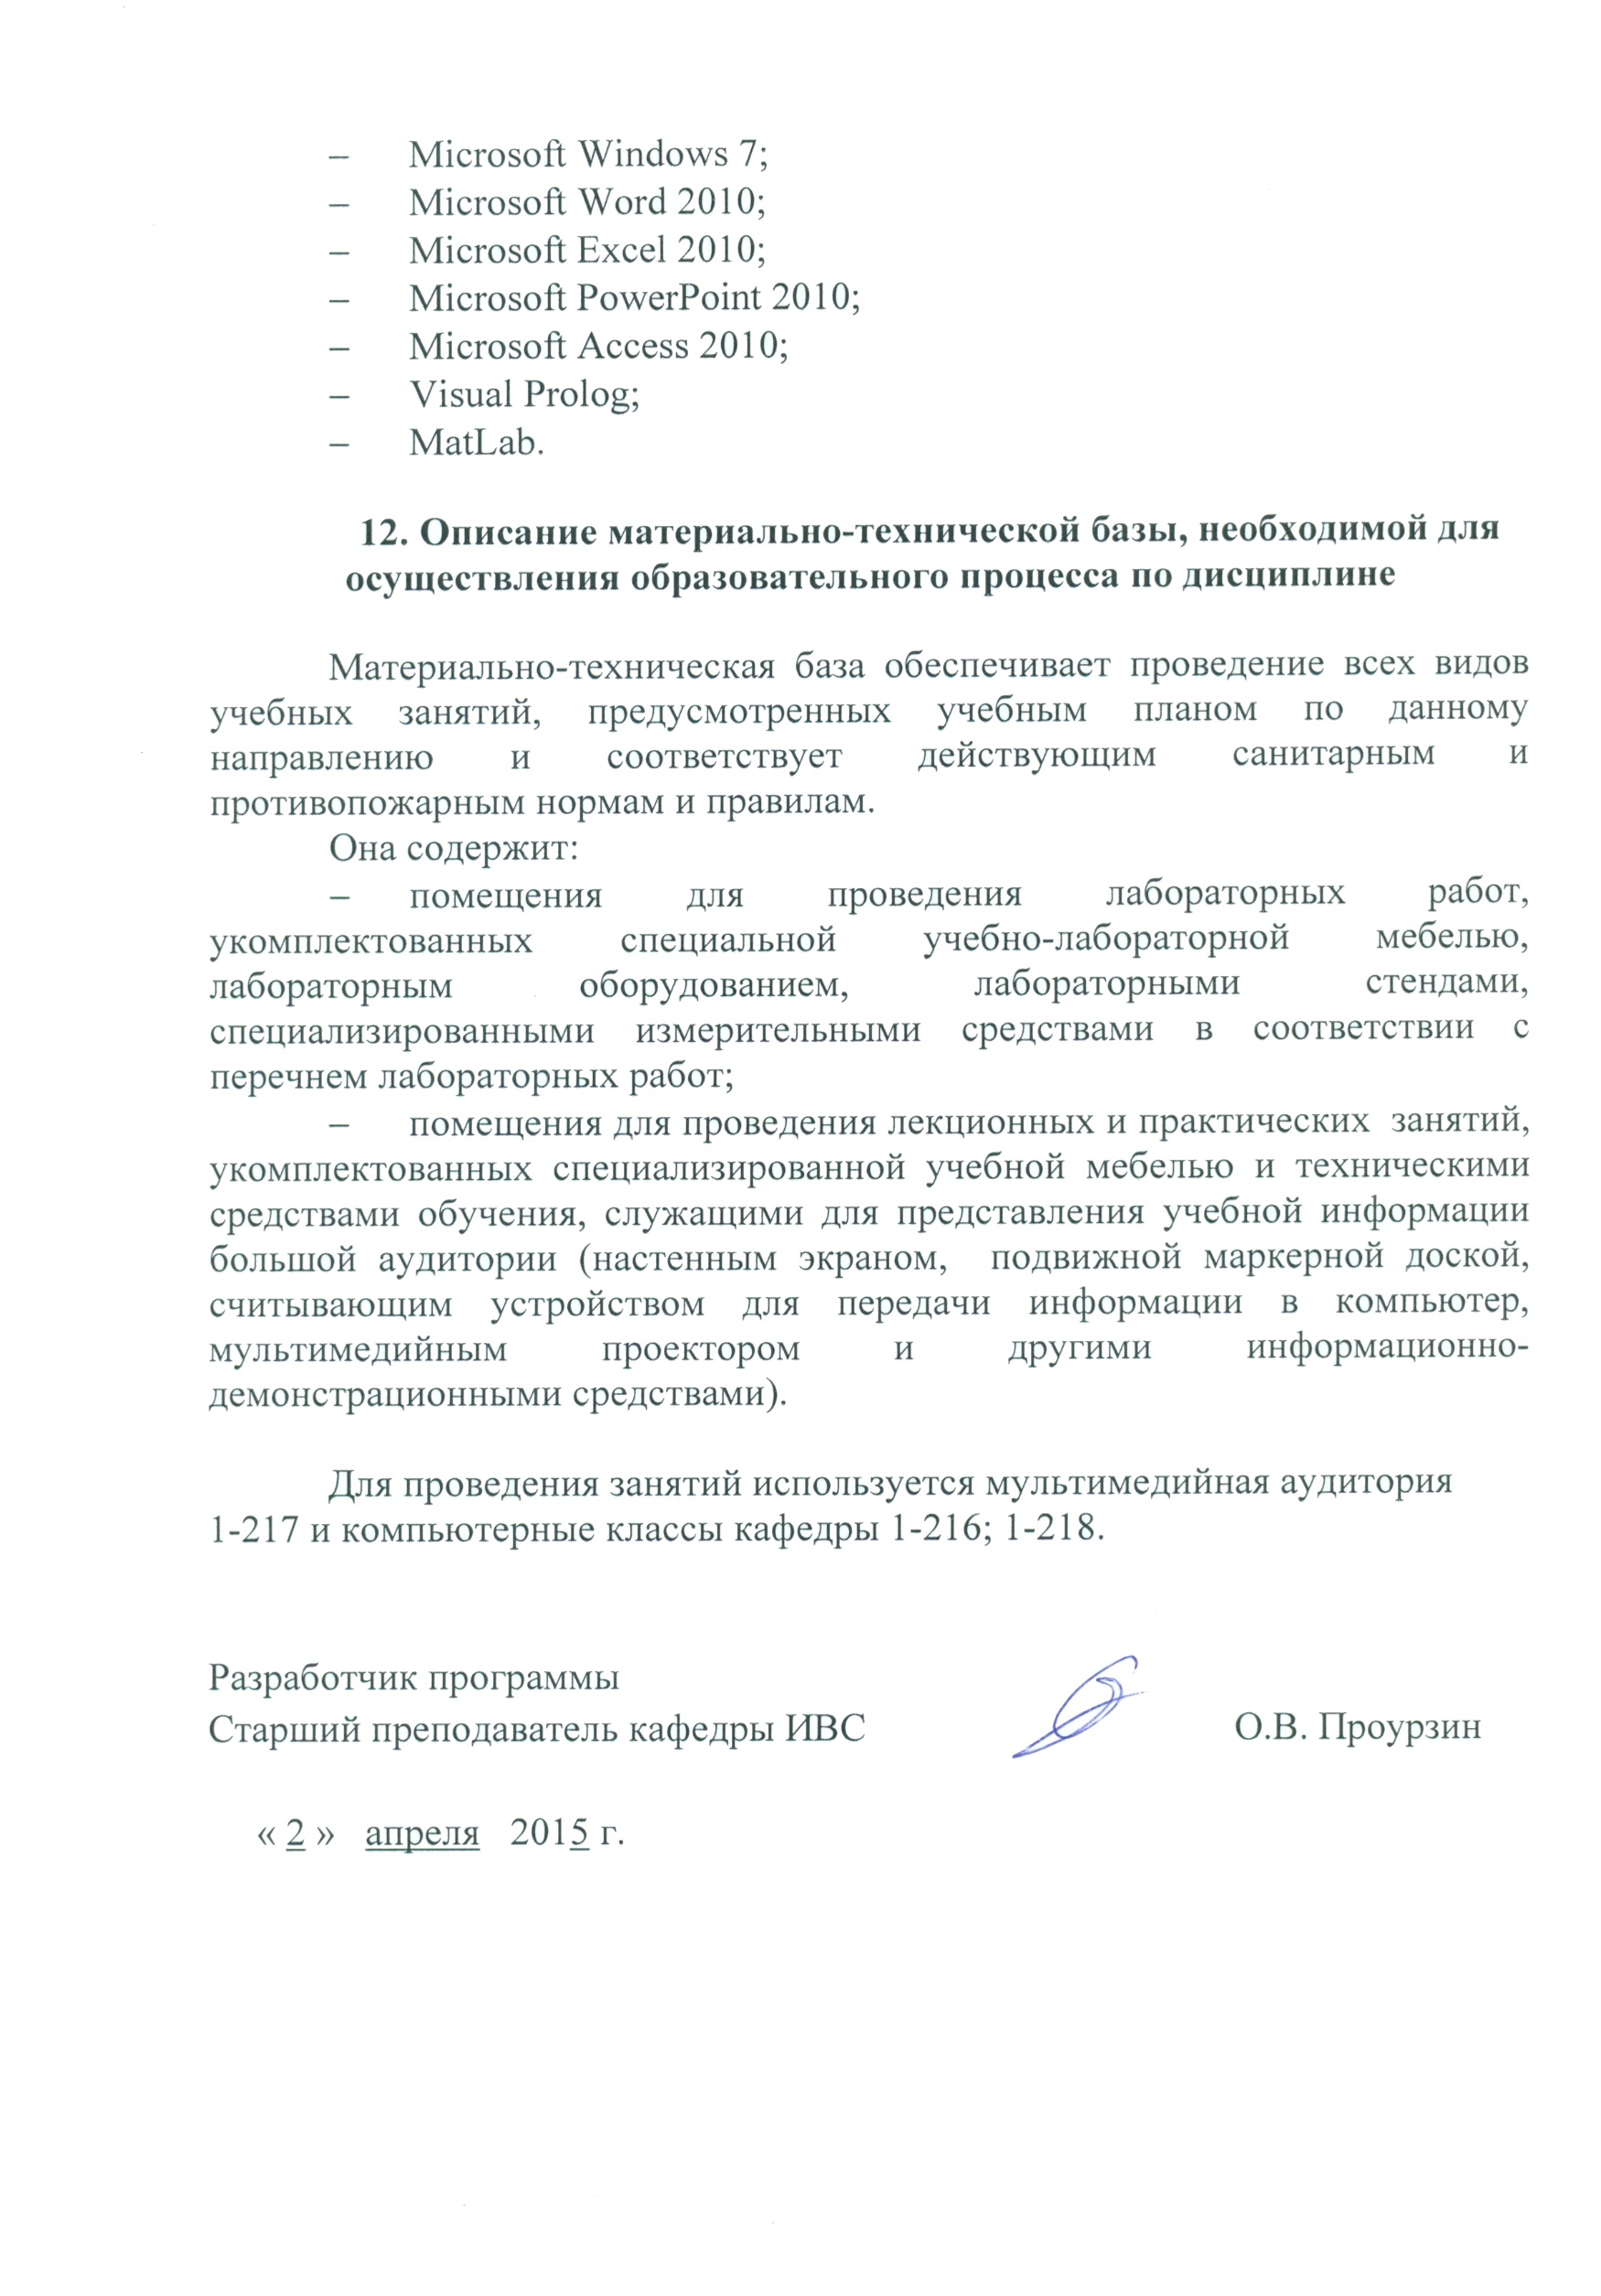 – Microsoft Windows 7;
– Microsoft Word 2010;
– Microsoft Excel 2010;
– Microsoft PowerPoint 2010;
– Microsoft Access 2010;
– Visual Prolog;
– MatLab.
12. Описание материально-технической базы, необходимой для
осуществления образовательного процесса по дисциплине
Материально-техническая база обеспечивает проведение всех видов
учебных занятий, предусмотренных учебным планом по данному
направлению и соответствует действующим санитарным и
противопожарным нормам и правилам.
Она содержит:
– помещения для проведения лабораторных работ,
укомплектованных специальной учебно-лабораторной мебелью,
лабораторным оборудованием, лабораторными стендами,
специализированными измерительными средствами в соответствии с
перечнем лабораторных работ;
– помещения для проведения лекционных и практических занятий,
укомплектованных специализированной учебной мебелью и техническими
средствами обучения, служащими для представления учебной информации
большой аудитории (настенным экраном, подвижной маркерной доской,
считывающим устройством для передачи информации в компьютер,
мультимедийным проектором и другими информационно-
демонстрационными средствами).
Для проведения занятий используется мультимедийная аудитория
1-217 и компьютерные классы кафедры 1-216; 1-218.
Разработчик программы
Старший преподаватель кафедры ИВС О.В. Проурзин
« 2 » апреля 2015 г.